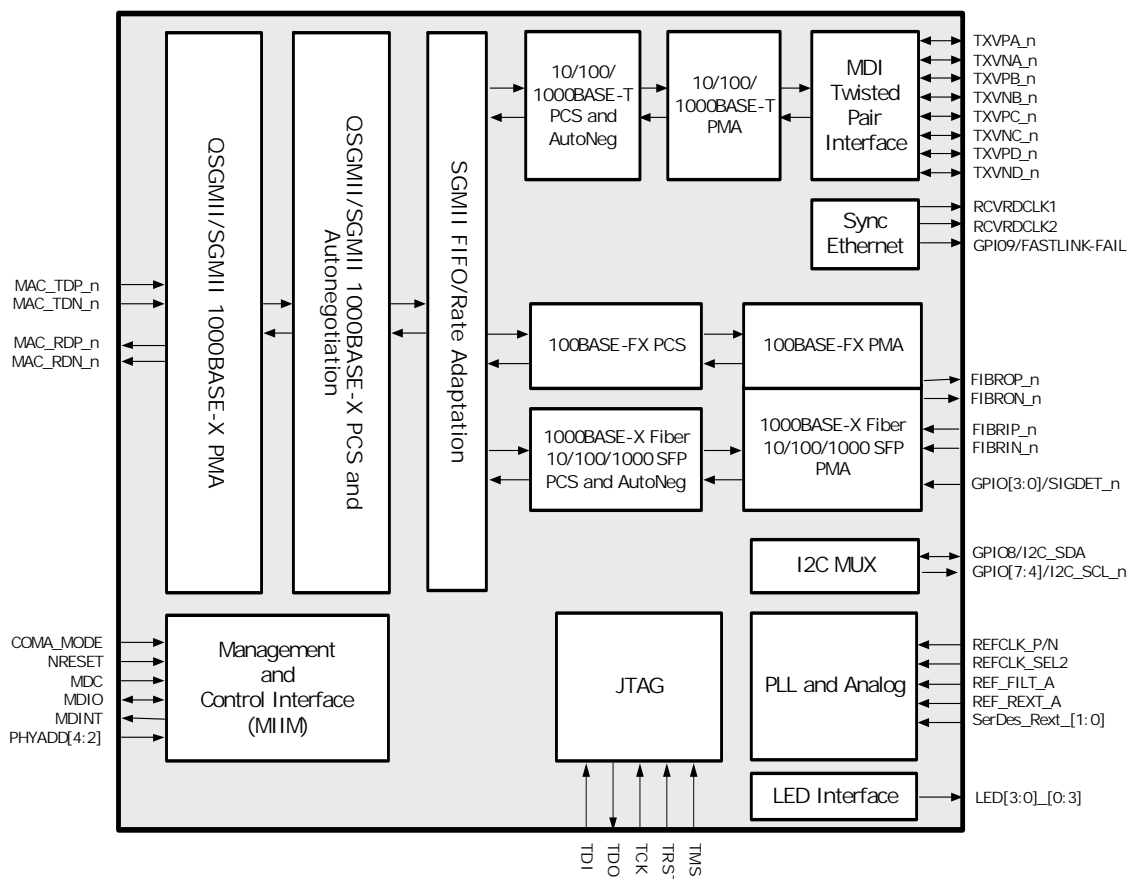 QSGMII/SGMII 1000BASE-X PMA
QSGMII/SGMII 1000BASE-X PCS and
Autonegotiation
SGMII FIFO/Rate Adaptation
10/100/
1000BASE-T
PCS and
AutoNeg
10/100/
1000BASE-T
PMA
MDI
Twisted
Pair
Interface
TXVPA_n
TXVNA_n
TXVPB_n
TXVNB_n
TXVPC_n
TXVNC_n
TXVPD_n
TXVND_n
Sync
Ethernet
RCVRDCLK1
RCVRDCLK2
GPIO9/FASTLINK-FAIL
MAC_TDP_n
MAC_TDN_n
MAC_RDP_n
MAC_RDN_n
100BASE-FX PCS
100BASE-FX PMA
1000BASE-X Fiber
10/100/1000 SFP
PCS and AutoNeg
1000BASE-X Fiber
10/100/1000 SFP
PMA
FIBROP_n
FIBRON_n
FIBRIP_n
FIBRIN_n
GPIO[3:0]/SIGDET_n
I2C MUX
GPIO8/I2C_SDA
GPIO[7:4]/I2C_SCL_n
COMA_MODE
NRESET
MDC
MDIO
MDINT
PHYADD[4:2]
Management
and
Control Interface
(MIIM)
JTAG
PLL and Analog
REFCLK_P/N
REFCLK_SEL2
REF_FILT_A
REF_REXT_A
SerDes_Rext_[1:0]
LED Interface
LED[3:0]_[0:3]
TDI
TDO
TCK
TMS